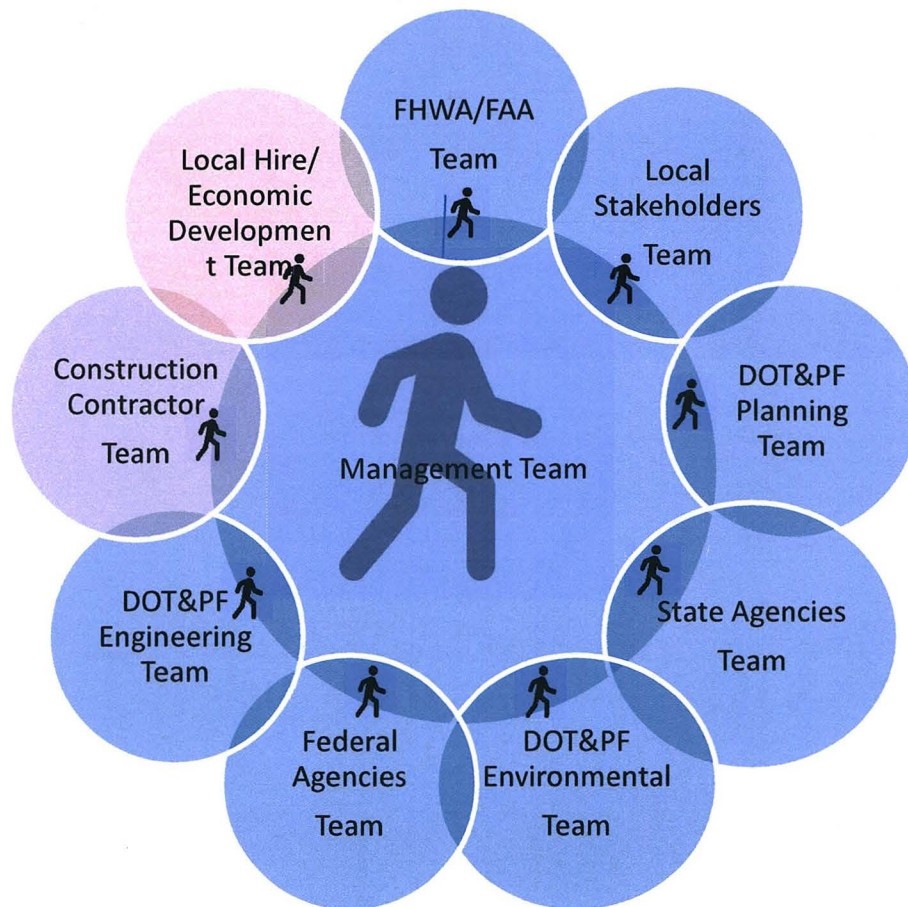 FHWA/FAA
Team
Local
Stakeholders
Team
DOT&PF
Planning
Team
State Agencies
Team
DOT&PF
Environmental
Team
Federal
Agencies
Team
DOT&PF
Engineering
Team
Construction
Contractor
Team
Local Hire/
Economic
Developmen
t Team
Management Team